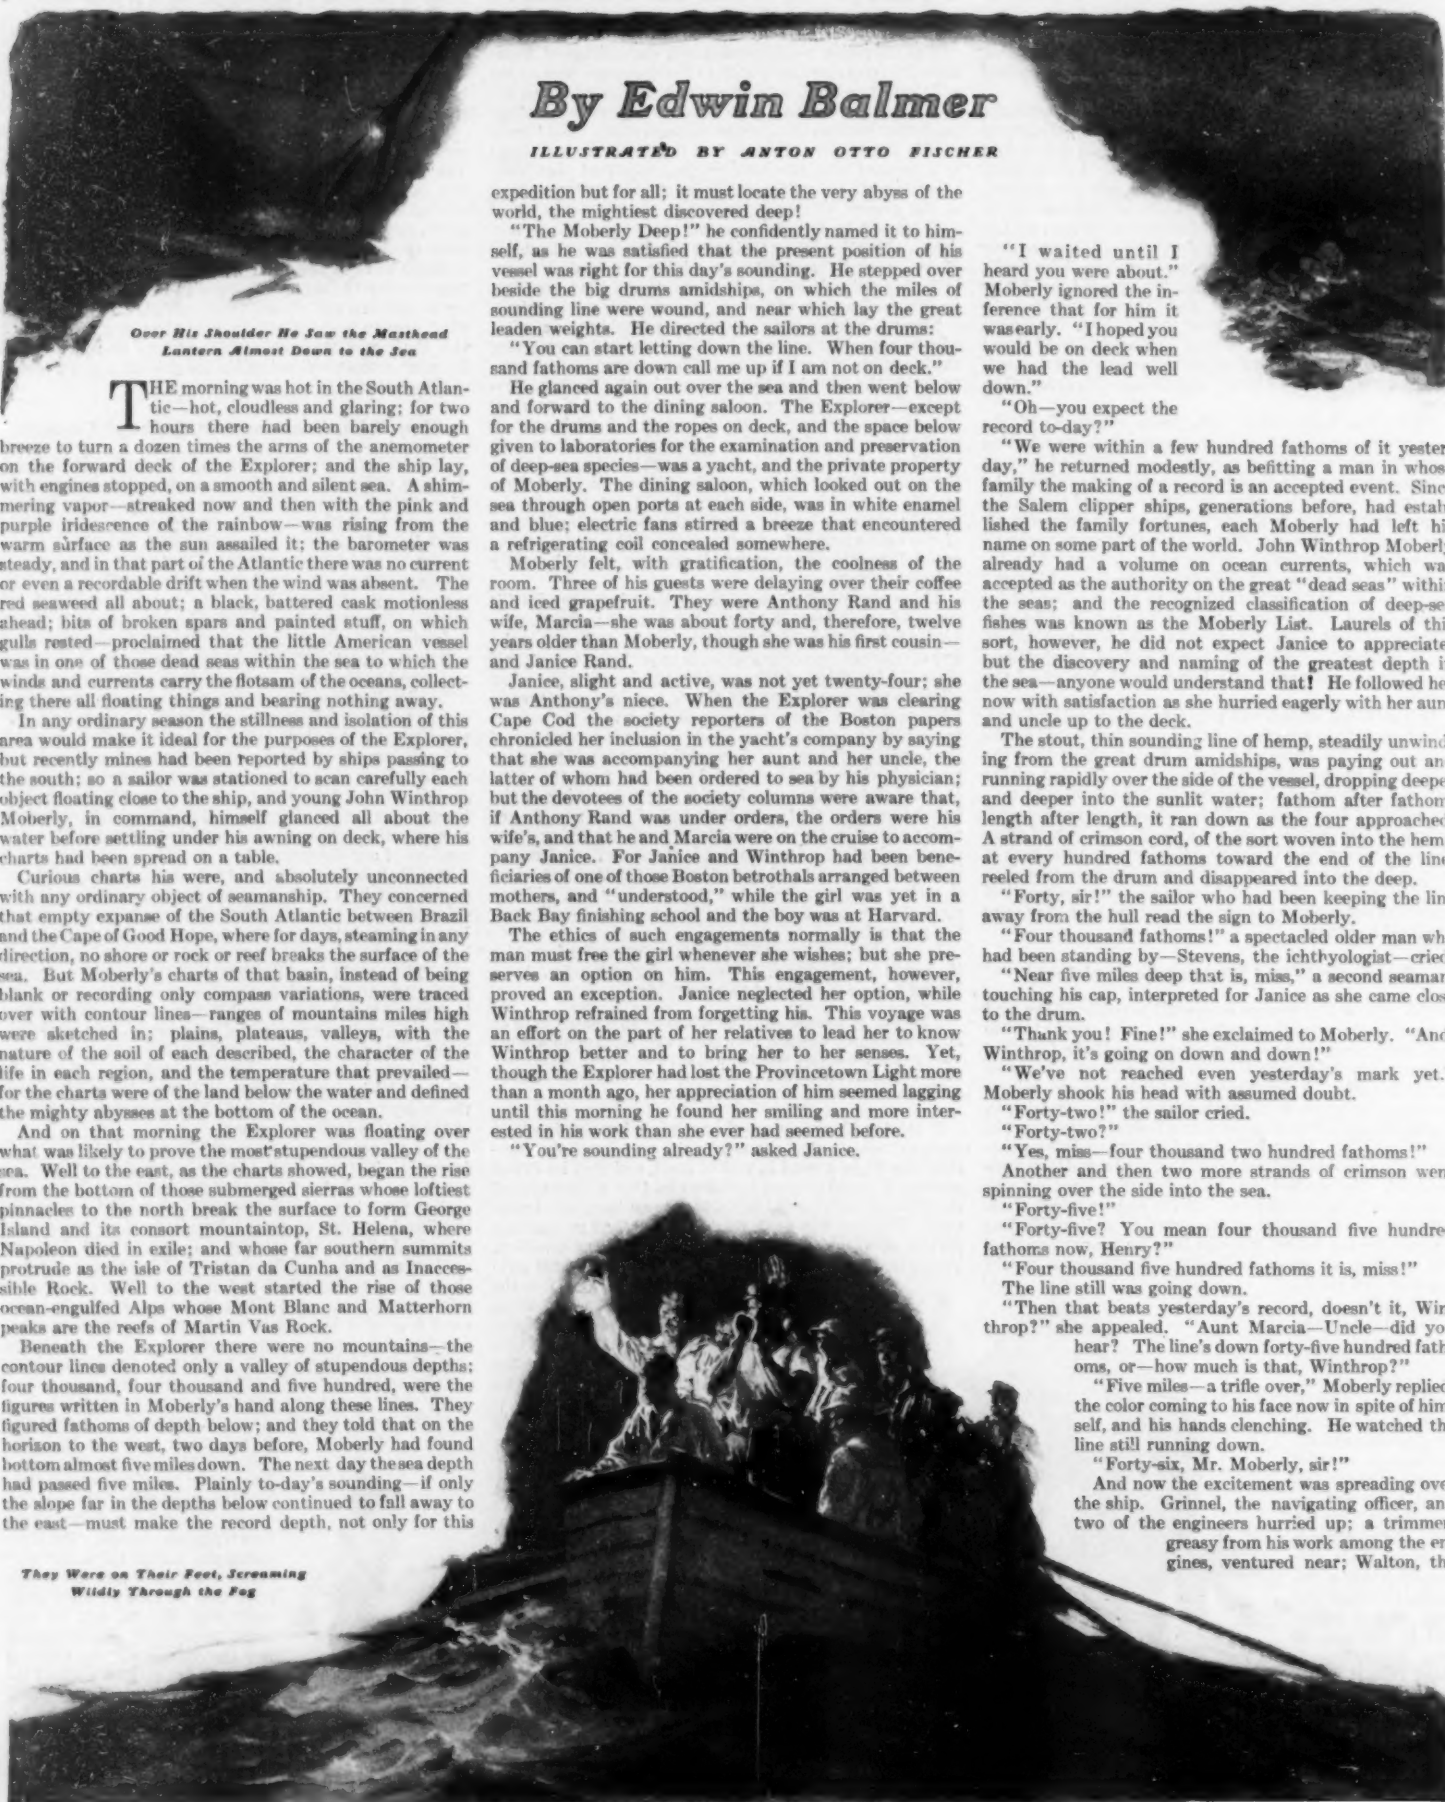 By Edwin Balmer
ILLUSTRATED BY ANTON OTTO FISCHER
Over His Shoulder He Saw the Masthead
Lantern Almost Down to the Sea
THE morning was hot in the South Atlan-
tic—hot, cloudless and glaring; for two
hours there had been barely enough
breeze to turn a dozen times the arms of the anemometer
on the forward deck of the Explorer; and the ship lay,
with engines stopped, on a smooth and silent sea. A shim-
mering vapor—streaked now and then with the pink and
purple iridescence of the rainbow—was rising from the
warm surface as the sun assailed it; the barometer was
steady, and in that part of the Atlantic there was no current
or even a recordable drift when the wind was absent. The
red seaweed all about; a black, battered cask motionless
ahead; bits of broken spars and painted stuff, on which
gulls rested—proclaimed that the little American vessel
was in one of those dead seas within the sea to which the
winds and currents carry the flotsam of the oceans, collect-
ing there all floating things and bearing nothing away.
In any ordinary season the stillness and isolation of this
area would make it ideal for the purposes of the Explorer,
but recently mines had been reported by ships passing to
the south; so a sailor was stationed to scan carefully each
object floating close to the ship, and young John Winthrop
Moberly, in command, himself glanced all about the
water before settling under his awning on deck, where his
charts had been spread on a table.
Curious charts his were, and absolutely unconnected
with any ordinary object of seamanship. They concerned
that empty expanse of the South Atlantic between Brazil
and the Cape of Good Hope, where for days, steaming in any
direction, no shore or rock or reef breaks the surface of the
sea. But Moberly's charts of that basin, instead of being
blank or recording only compass variations, were traced
over with contour lines—ranges of mountains miles high
were sketched in; plains, plateaus, valleys, with the
nature of the soil of each described, the character of the
life in each region, and the temperature that prevailed—
for the charts were of the land below the water and defined
the mighty abysses at the bottom of the ocean.
And on that morning the Explorer was floating over
what was likely to prove the most stupendous valley of the
sea. Well to the east, as the charts showed, began the rise
from the bottom of those submerged sierras whose loftiest
pinnacles to the north break the surface to form George
Island and its consort mountaintop, St. Helena, where
Napoleon died in exile; and whose far southern summits
protrude as the isle of Tristan da Cunha and as Inacces-
sible Rock. Well to the west started the rise of those
ocean-engulfed Alps whose Mont Blanc and Matterhorn
peaks are the reefs of Martin Vas Rock.
Beneath the Explorer there were no mountains—the
contour lines denoted only a valley of stupendous depths;
four thousand, four thousand and five hundred, were the
figures written in Moberly's hand along these lines. They
figured fathoms of depth below; and they told that on the
horizon to the west, two days before, Moberly had found
bottom almost five miles down. The next day the sea depth
had passed five miles. Plainly to-day's sounding—if only
the slope far in the depths below continued to fall away to
the east—must make the record depth, not only for this
They Were on Their Feet, Screaming
Wildly Through the Fog
expedition but for all; it must locate the very abyss of the
world, the mightiest discovered deep!
"The Moberly Deep!" he confidently named it to him-
self, as he was satisfied that the present position of his
vessel was right for this day's sounding. He stepped over
beside the big drums amidships, on which the miles of
sounding line were wound, and near which lay the great
leaden weights. He directed the sailors at the drums:
"You can start letting down the line. When four thou-
sand fathoms are down call me up if I am not on deck."
He glanced again out over the sea and then went below
and forward to the dining saloon. The Explorer—except
for the drums and the ropes on deck, and the space below
given to laboratories for the examination and preservation
of deep-sea species—was a yacht, and the private property
of Moberly. The dining saloon, which looked out on the
sea through open ports at each side, was in white enamel
and blue; electric fans stirred a breeze that encountered
a refrigerating coil concealed somewhere.
Moberly felt, with gratification, the coolness of the
room. Three of his guests were delaying over their coffee
and iced grapefruit. They were Anthony Rand and his
wife, Marcia—she was about forty and, therefore, twelve
years older than Moberly, though she was his first cousin—
and Janice Rand.
Janice, slight and active, was not yet twenty-four; she
was Anthony's niece. When the Explorer was clearing
Cape Cod the society reporters of the Boston papers
chronicled her inclusion in the yacht's company by saying
that she was accompanying her aunt and her uncle, the
latter of whom had been ordered to sea by his physician;
but the devotees of the society columns were aware that,
if Anthony Rand was under orders, the orders were his
wife's, and that he and Marcia were on the cruise to accom-
pany Janice. For Janice and Winthrop had been bene-
ficiaries of one of those Boston betrothals arranged between
mothers, and "understood," while the girl was yet in a
Back Bay finishing school and the boy was at Harvard.
The ethics of such engagements normally is that the
man must free the girl whenever she wishes; but she pre-
serves an option on him. This engagement, however,
proved an exception. Janice neglected her option, while
Winthrop refrained from forgetting his. This voyage was
an effort on the part of her relatives to lead her to know
Winthrop better and to bring her to her senses. Yet,
though the Explorer had lost the Provincetown Light more
than a month ago, her appreciation of him seemed lagging
until this morning he found her smiling and more inter-
ested in his work than she ever had seemed before.
"You're sounding already?" asked Janice.
"I waited until I
heard you were about."
Moberly ignored the in-
ference that for him it
was early. "I hoped you
would be on deck when
we had the lead well
down."
"Oh—you expect the
record to-day?"
"We were within a few hundred fathoms of it yester
day," he returned modestly, as befitting a man in whos
family the making of a record is an accepted event. Sinc
the Salem clipper ships, generations before, had estab
lished the family fortunes, each Moberly had left hi
name on some part of the world. John Winthrop Moberl
already had a volume on ocean currents, which wa
accepted as the authority on the great "dead seas" withi
the seas; and the recognized classification of deep-se
fishes was known as the Moberly List. Laurels of thi
sort, however, he did not expect Janice to appreciate
but the discovery and naming of the greatest depth i
the sea—anyone would understand that! He followed he
now with satisfaction as she hurried eagerly with her aun
and uncle up to the deck.
The stout, thin sounding line of hemp, steadily unwind
ing from the great drum amidships, was paying out an
running rapidly over the side of the vessel, dropping deepe
and deeper into the sunlit water; fathom after fathom
length after length, it ran down as the four approached
A strand of crimson cord, of the sort woven into the hem
at every hundred fathoms toward the end of the line
reeled from the drum and disappeared into the deep.
"Forty, sir!" the sailor who had been keeping the lin
away from the hull read the sign to Moberly.
"Four thousand fathoms!" a spectacled older man wh
had been standing by—Stevens, the ichthyologist—cried
"Near five miles deep that is, miss," a second seaman
touching his cap, interpreted for Janice as she came clos
to the drum.
"Thank you! Fine!" she exclaimed to Moberly. "And
Winthrop, it's going on down and down!"
"We've not reached even yesterday's mark yet.
Moberly shook his head with assumed doubt.
"Forty-two!" the sailor cried.
"Forty-two?"
"Yes, miss—four thousand two hundred fathoms!"
Another and then two more strands of crimson wen
spinning over the side into the sea.
"Forty-five!"
"Forty-five? You mean four thousand five hundre
fathoms now, Henry?"
"Four thousand five hundred fathoms it is, miss!"
The line still was going down.
"Then that beats yesterday's record, doesn't it, Win
throp?" she appealed. "Aunt Marcia—Uncle—did yo
hear? The line's down forty-five hundred fath
oms, or—how much is that, Winthrop?"
"Five miles—a trifle over," Moberly replied
the color coming to his face now in spite of him
self, and his hands clenching. He watched th
line still running down.
"Forty-six, Mr. Moberly, sir!"
And now the excitement was spreading ove
the ship. Grinnel, the navigating officer, an
two of the engineers hurried up; a trimmer
greasy from his work among the en
gines, ventured near; Walton, th